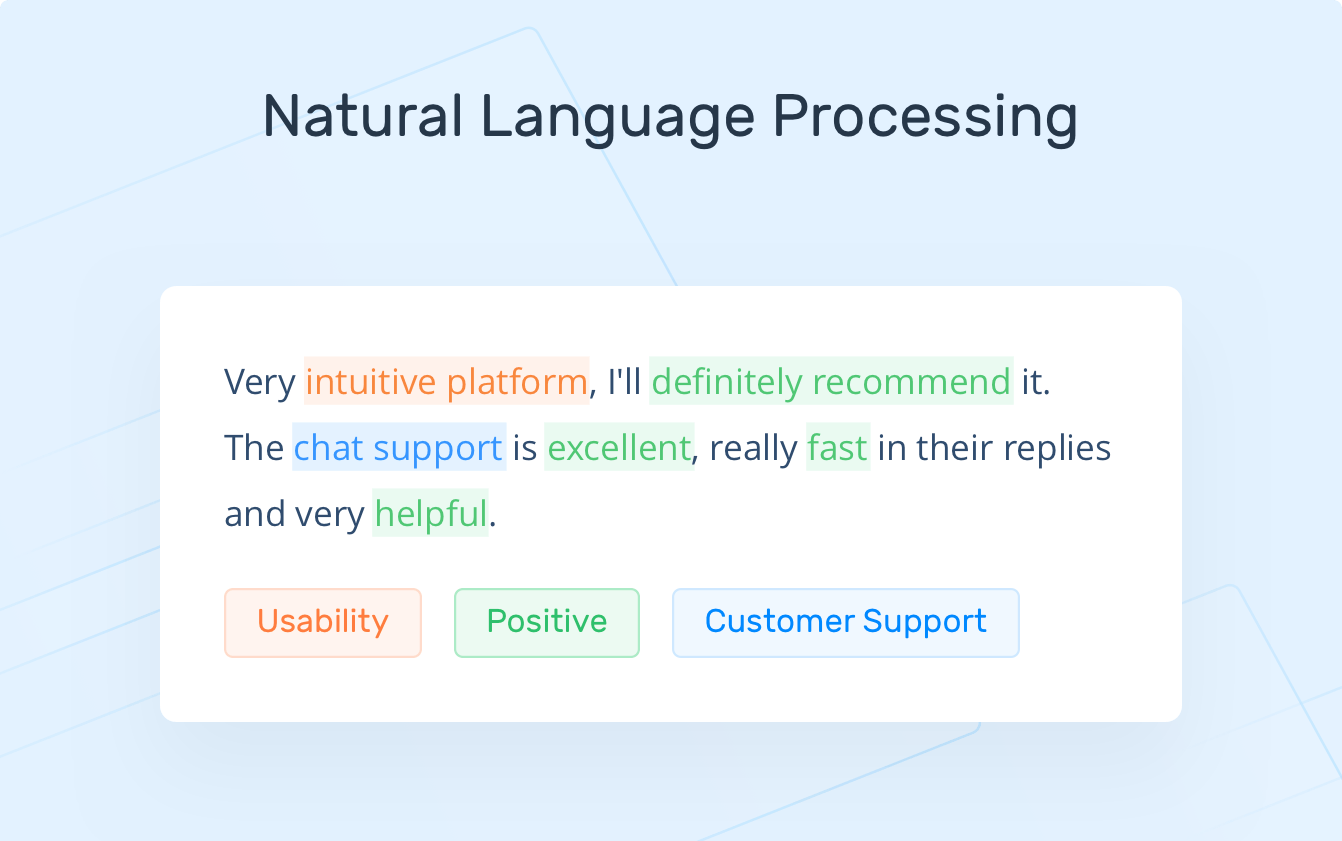 Natural Language Processing
Very intuitive platform, I'll definitely recommend it.
The chat support is excellent, really fast in their replies
and very helpful.
Usability Positive Customer Support